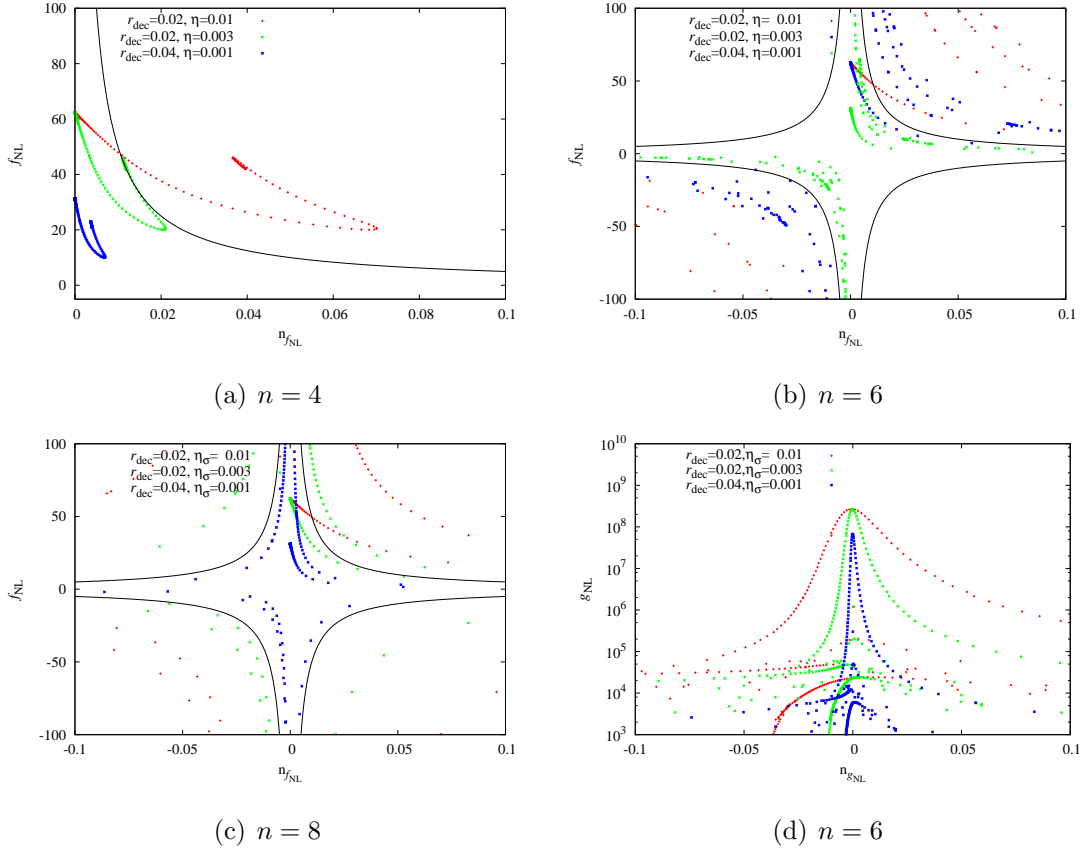 r_dec=0.02, η=0.01
r_dec=0.02, η=0.003
r_dec=0.04, η=0.001
100
80
60
40
20
0
f_NL
0
0.02
0.04
0.06
0.08
0.1
n_f_NL
(a) n = 4
r_dec=0.02, η= 0.01
r_dec=0.02, η=0.003
r_dec=0.04, η=0.001
100
50
0
-50
-100
f_NL
-0.1
-0.05
0
0.05
0.1
n_f_NL
(b) n = 6
r_dec=0.02, η_σ= 0.01
r_dec=0.02, η_σ=0.003
r_dec=0.04, η_σ=0.001
100
50
0
-50
-100
f_NL
-0.1
-0.05
0
0.05
0.1
n_f_NL
(c) n = 8
r_dec=0.02,η_σ= 0.01
r_dec=0.02,η_σ=0.003
r_dec=0.04,η_σ=0.001
10^10
10^9
10^8
10^7
10^6
10^5
10^4
10^3
g_NL
-0.1
-0.05
0
0.05
0.1
n_g_NL
(d) n = 6